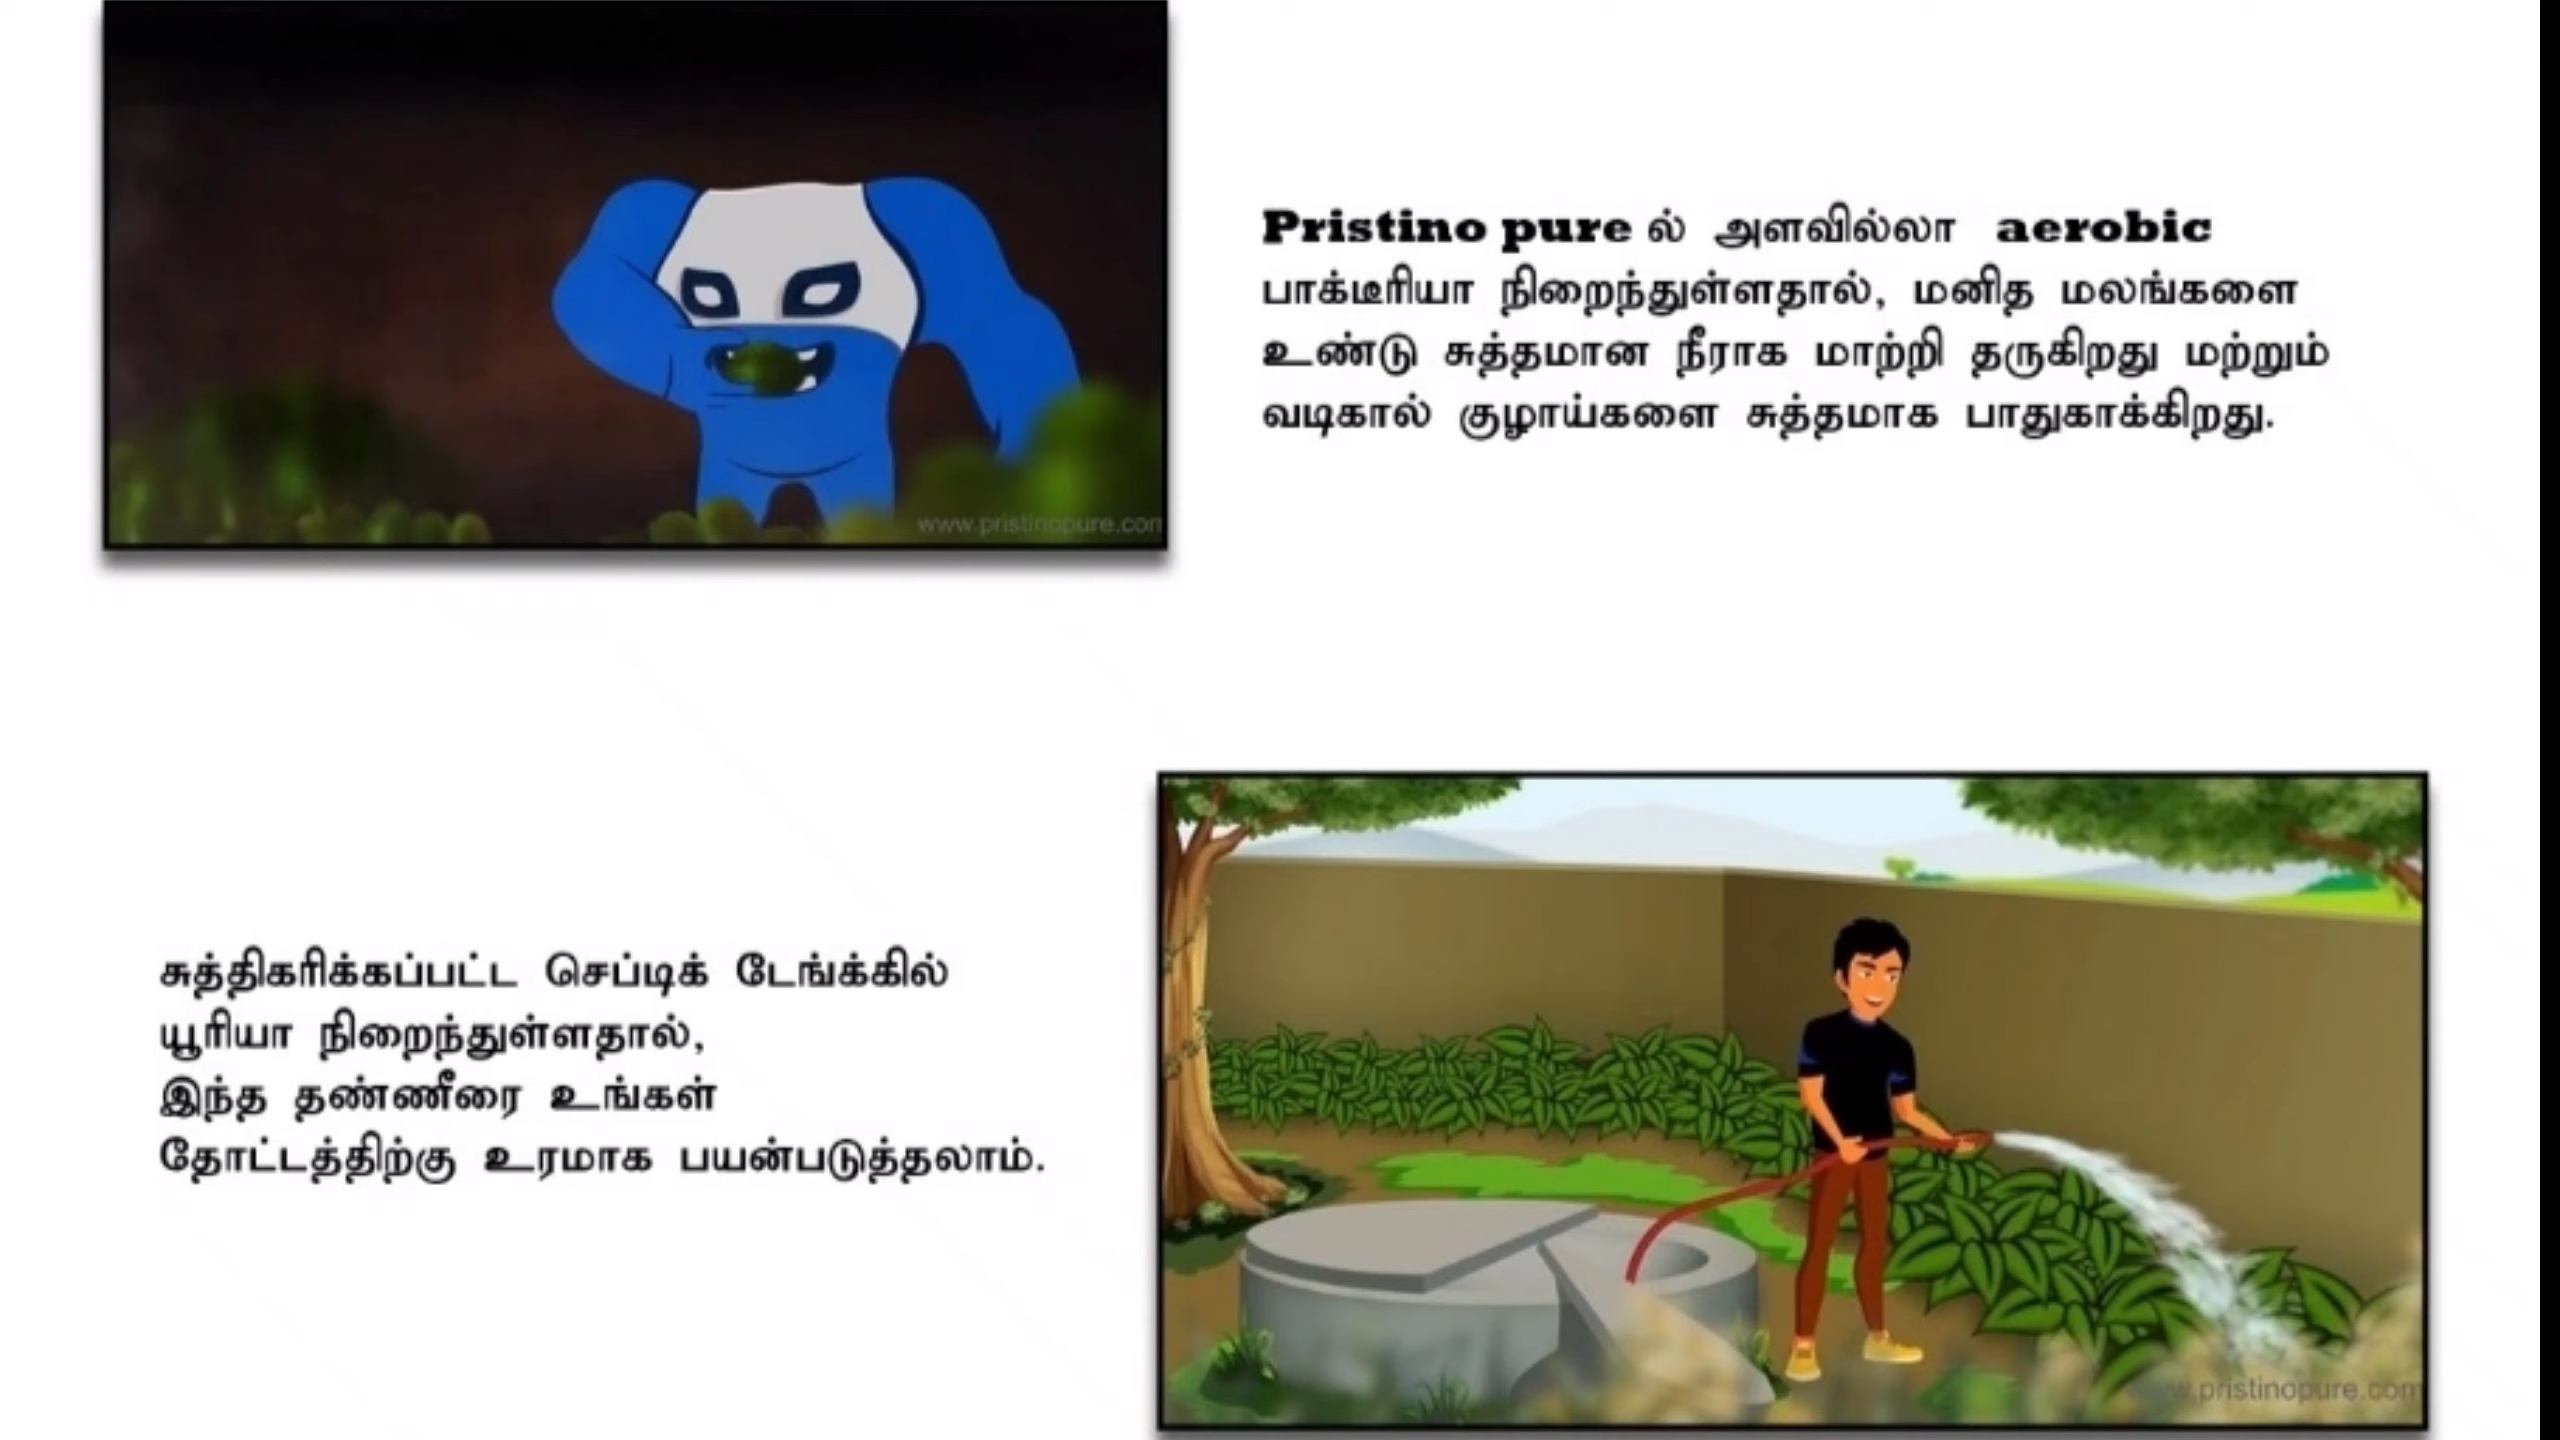 Pristino pure ல் அளவில்லா aerobic
பாக்டீரியா நிறைந்துள்ளதால், மனித மலங்களை
உண்டு சுத்தமான நீராக மாற்றி தருகிறது மற்றும்
வடிகால் குழாய்களை சுத்தமாக பாதுகாக்கிறது.
www.pristinopure.com
சுத்திகரிக்கப்பட்ட செப்டிக் டேங்க்கில்
யூரியா நிறைந்துள்ளதால்,
இந்த தண்ணீரை உங்கள்
தோட்டத்திற்கு உரமாக பயன்படுத்தலாம்.
www.pristinopure.com